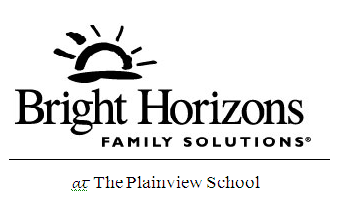 Bright Horizons
FAMILY SOLUTIONS®
at The Plainview School